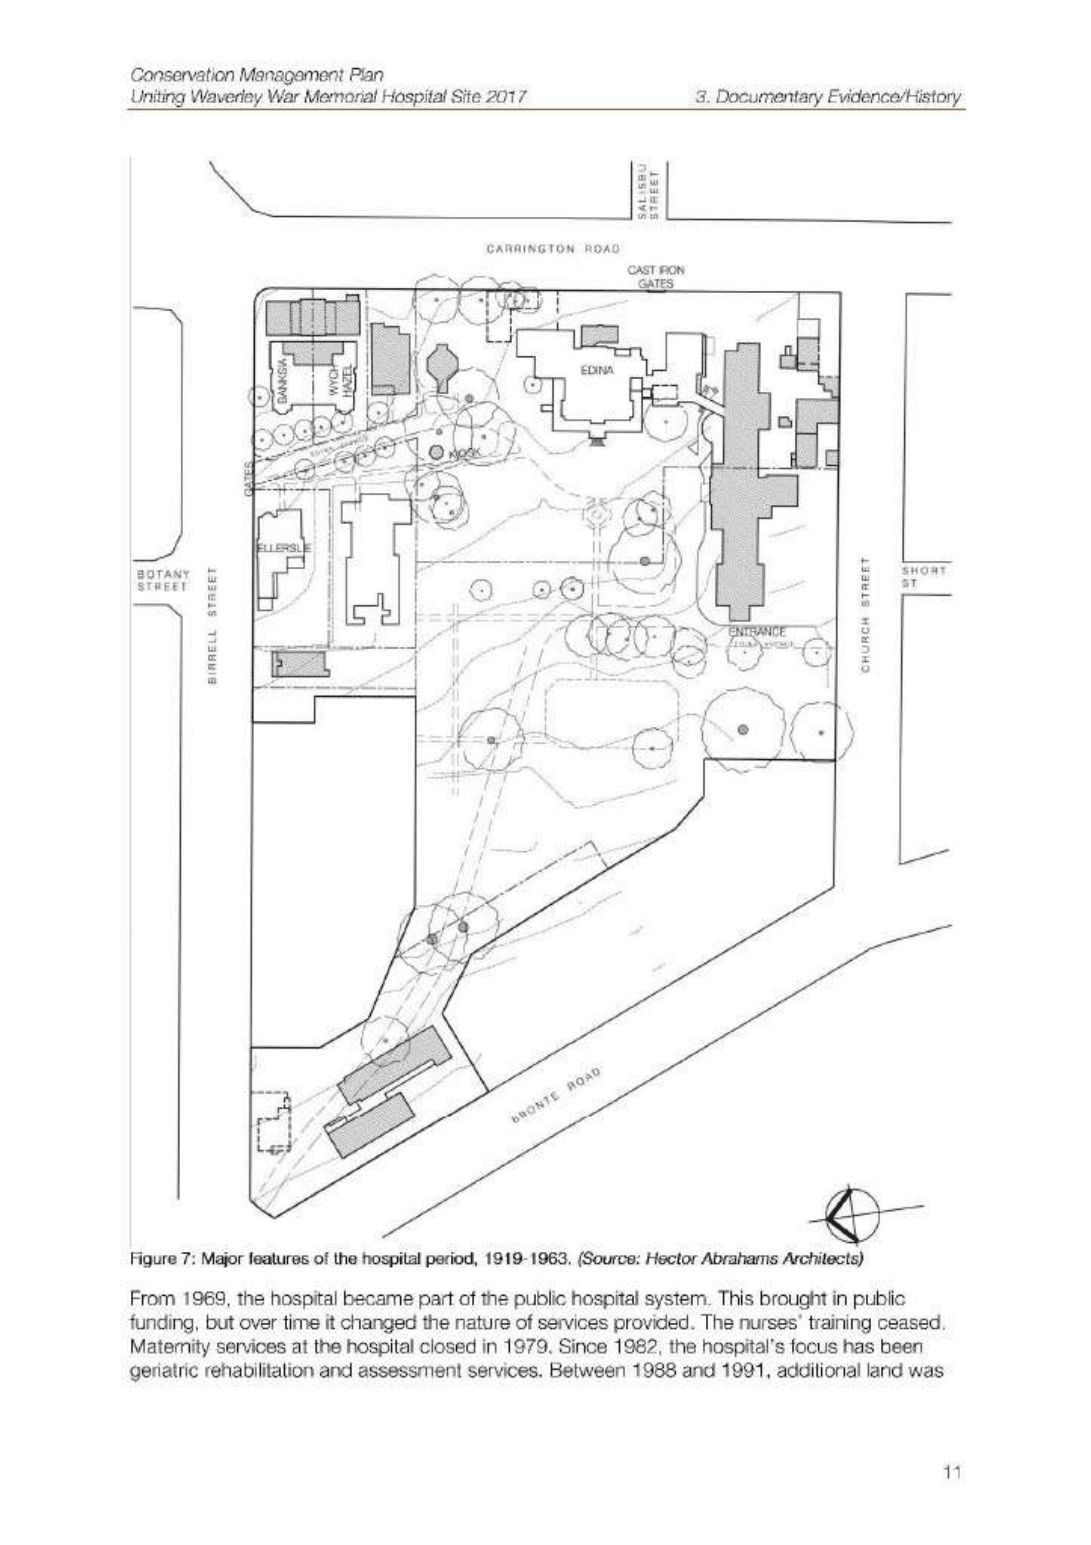 Conservation Management Plan
Uniting Waverley War Memorial Hospital Site 2017
3. Documentary Evidence/History
SALISBU
STREET
CARRINGTON ROAD
CAST IRON
GATES
EDINA
BANKSIA
WYCH
HAZEL
KIOSK
GATES
ELLERSLIE
BOTANY
STREET
BIRRELL STREET
SHORT
ST
CHURCH STREET
ENTRANCE
BRONTE ROAD
Figure 7: Major features of the hospital period, 1919-1963. (Source: Hector Abrahams Architects)
From 1969, the hospital became part of the public hospital system. This brought in public
funding, but over time it changed the nature of services provided. The nurses' training ceased.
Maternity services at the hospital closed in 1979. Since 1982, the hospital's focus has been
geriatric rehabilitation and assessment services. Between 1988 and 1991, additional land was
11